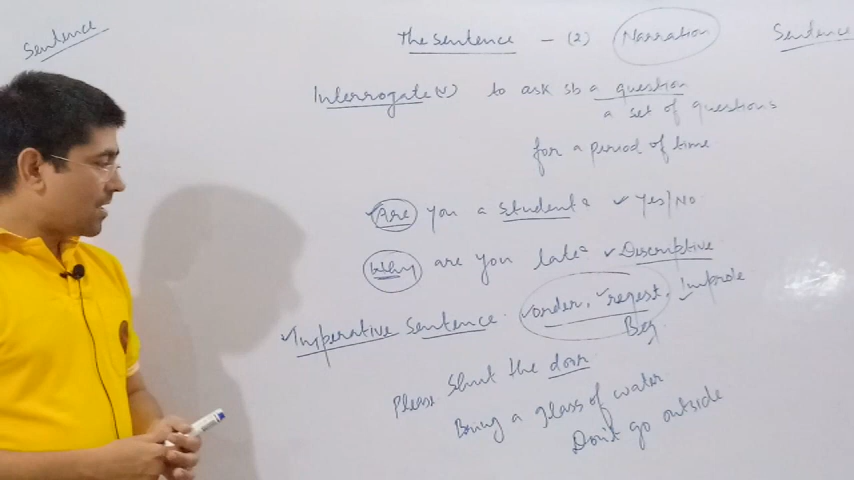 Sentence
The Sentence - (2) Narration
Sentence
Interrogate (v) to ask sb a question
a set of questions
for a period of time
Are you a student? Yes/No
Why are you late? Descriptive
Imperative Sentence. order, reqest, Implode
Beg
Please Shut the door
Bring a glass of water
Don't go outside